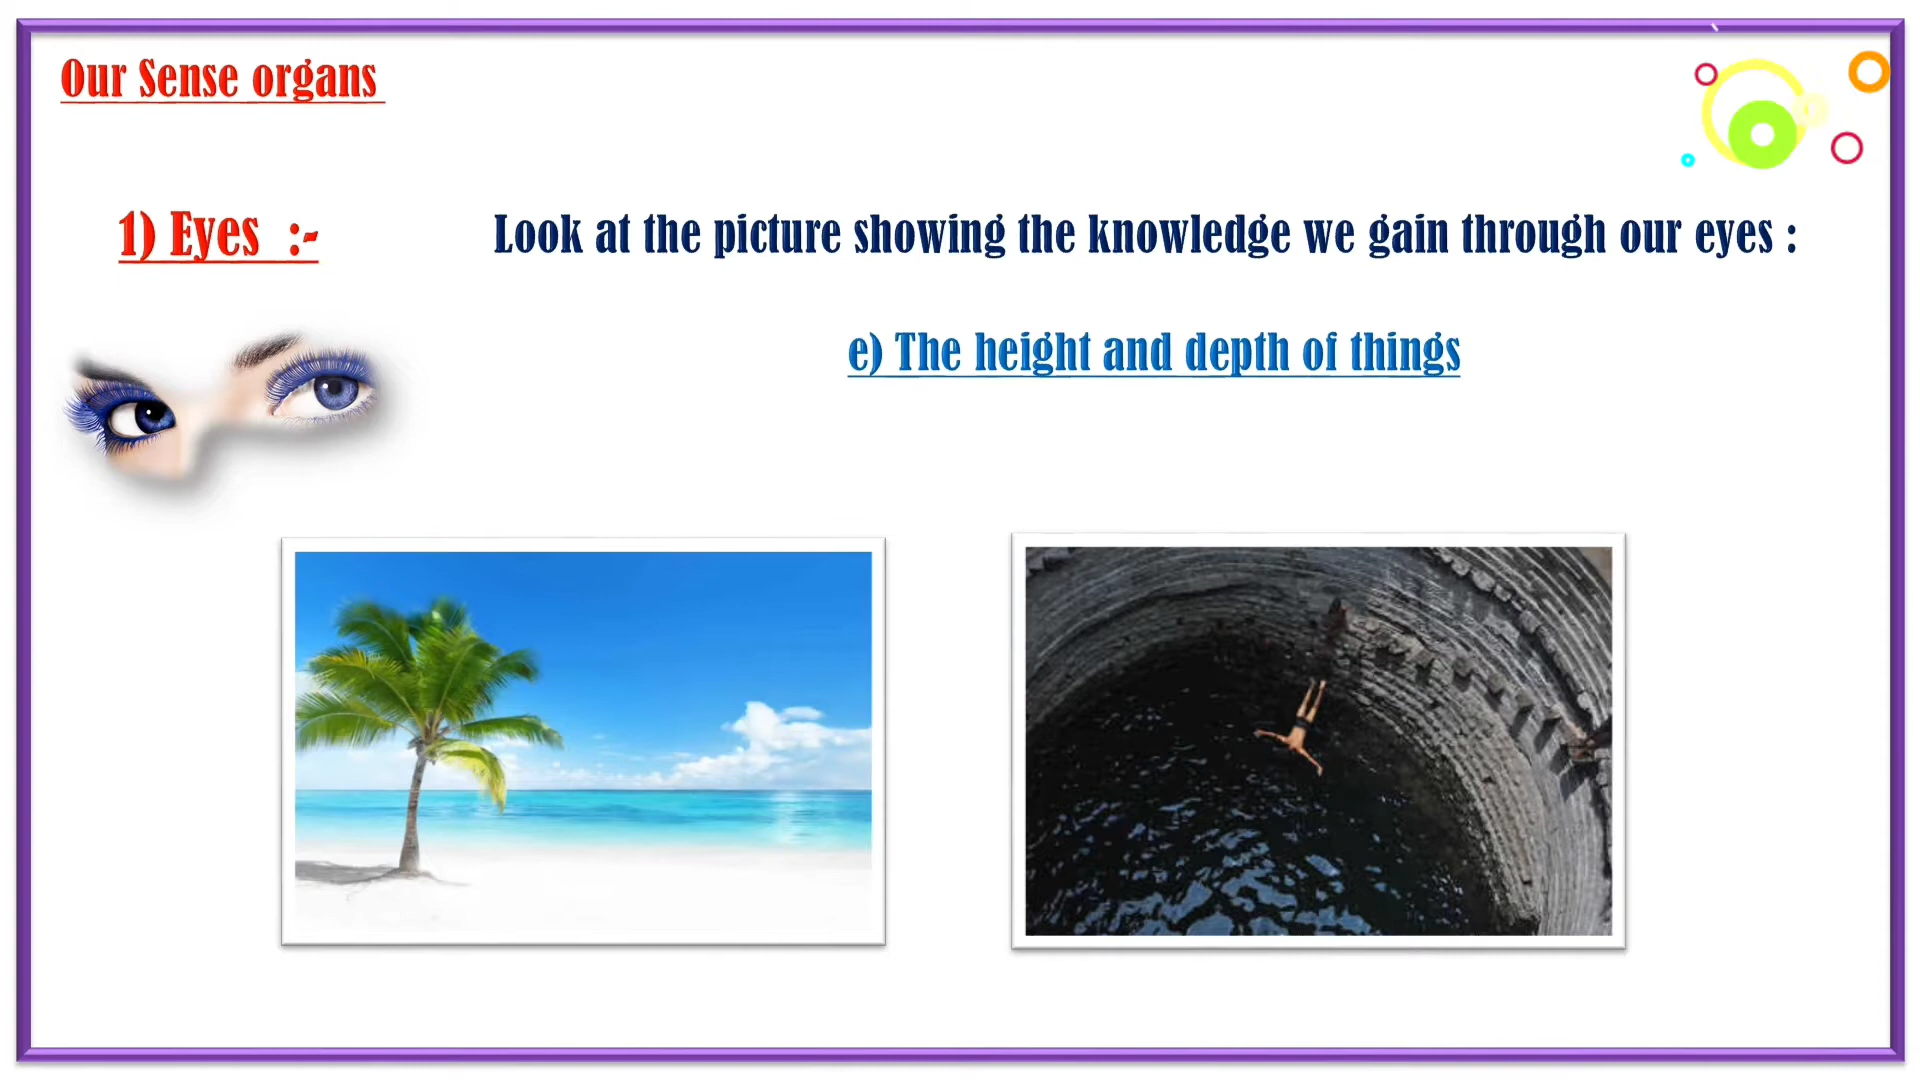 Our Sense organs
1) Eyes :- Look at the picture showing the knowledge we gain through our eyes :
e) The height and depth of things